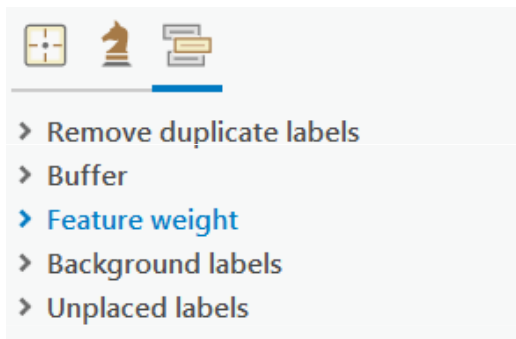 Remove duplicate labels
Buffer
Feature weight
Background labels
Unplaced labels